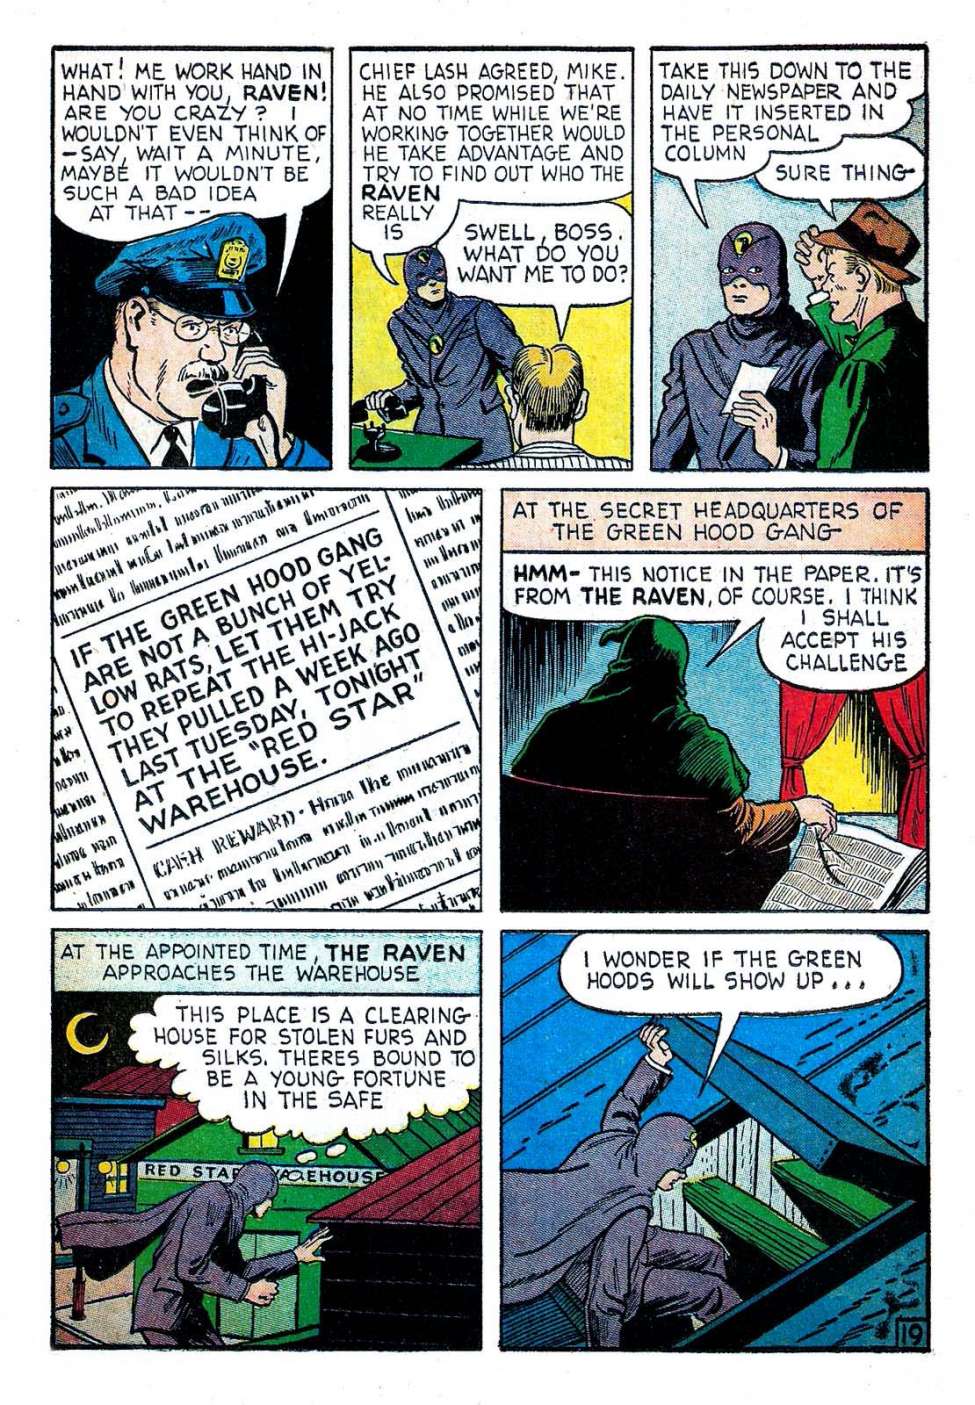 WHAT! ME WORK HAND IN
HAND WITH YOU, RAVEN!
ARE YOU CRAZY? I
WOULDN'T EVEN THINK OF
-SAY, WAIT A MINUTE,
MAYBE IT WOULDN'T BE
SUCH A BAD IDEA
AT THAT --
CHIEF LASH AGREED, MIKE.
HE ALSO PROMISED THAT
AT NO TIME WHILE WE'RE
WORKING TOGETHER WOULD
HE TAKE ADVANTAGE AND
TRY TO FIND OUT WHO THE
RAVEN
REALLY
IS
SWELL, BOSS.
WHAT DO YOU
WANT ME TO DO?
TAKE THIS DOWN TO THE
DAILY NEWSPAPER AND
HAVE IT INSERTED IN
THE PERSONAL
COLUMN
SURE THING-
IF THE GREEN HOOD GANG
ARE NOT A BUNCH OF YEL-
LOW RATS, LET THEM TRY
TO REPEAT THE HI-JACK
THEY PULLED A WEEK AGO
LAST TUESDAY, TONIGHT
AT THE "RED STAR"
WAREHOUSE.
CASH REWARD-
AT THE SECRET HEADQUARTERS OF
THE GREEN HOOD GANG-
HMM- THIS NOTICE IN THE PAPER. IT'S
FROM THE RAVEN, OF COURSE. I THINK
I SHALL
ACCEPT HIS
CHALLENGE
AT THE APPOINTED TIME, THE RAVEN
APPROACHES THE WAREHOUSE
THIS PLACE IS A CLEARING
HOUSE FOR STOLEN FURS AND
SILKS. THERES BOUND TO
BE A YOUNG FORTUNE
IN THE SAFE
RED STAR WAREHOUSE
I WONDER IF THE GREEN
HOODS WILL SHOW UP...
19